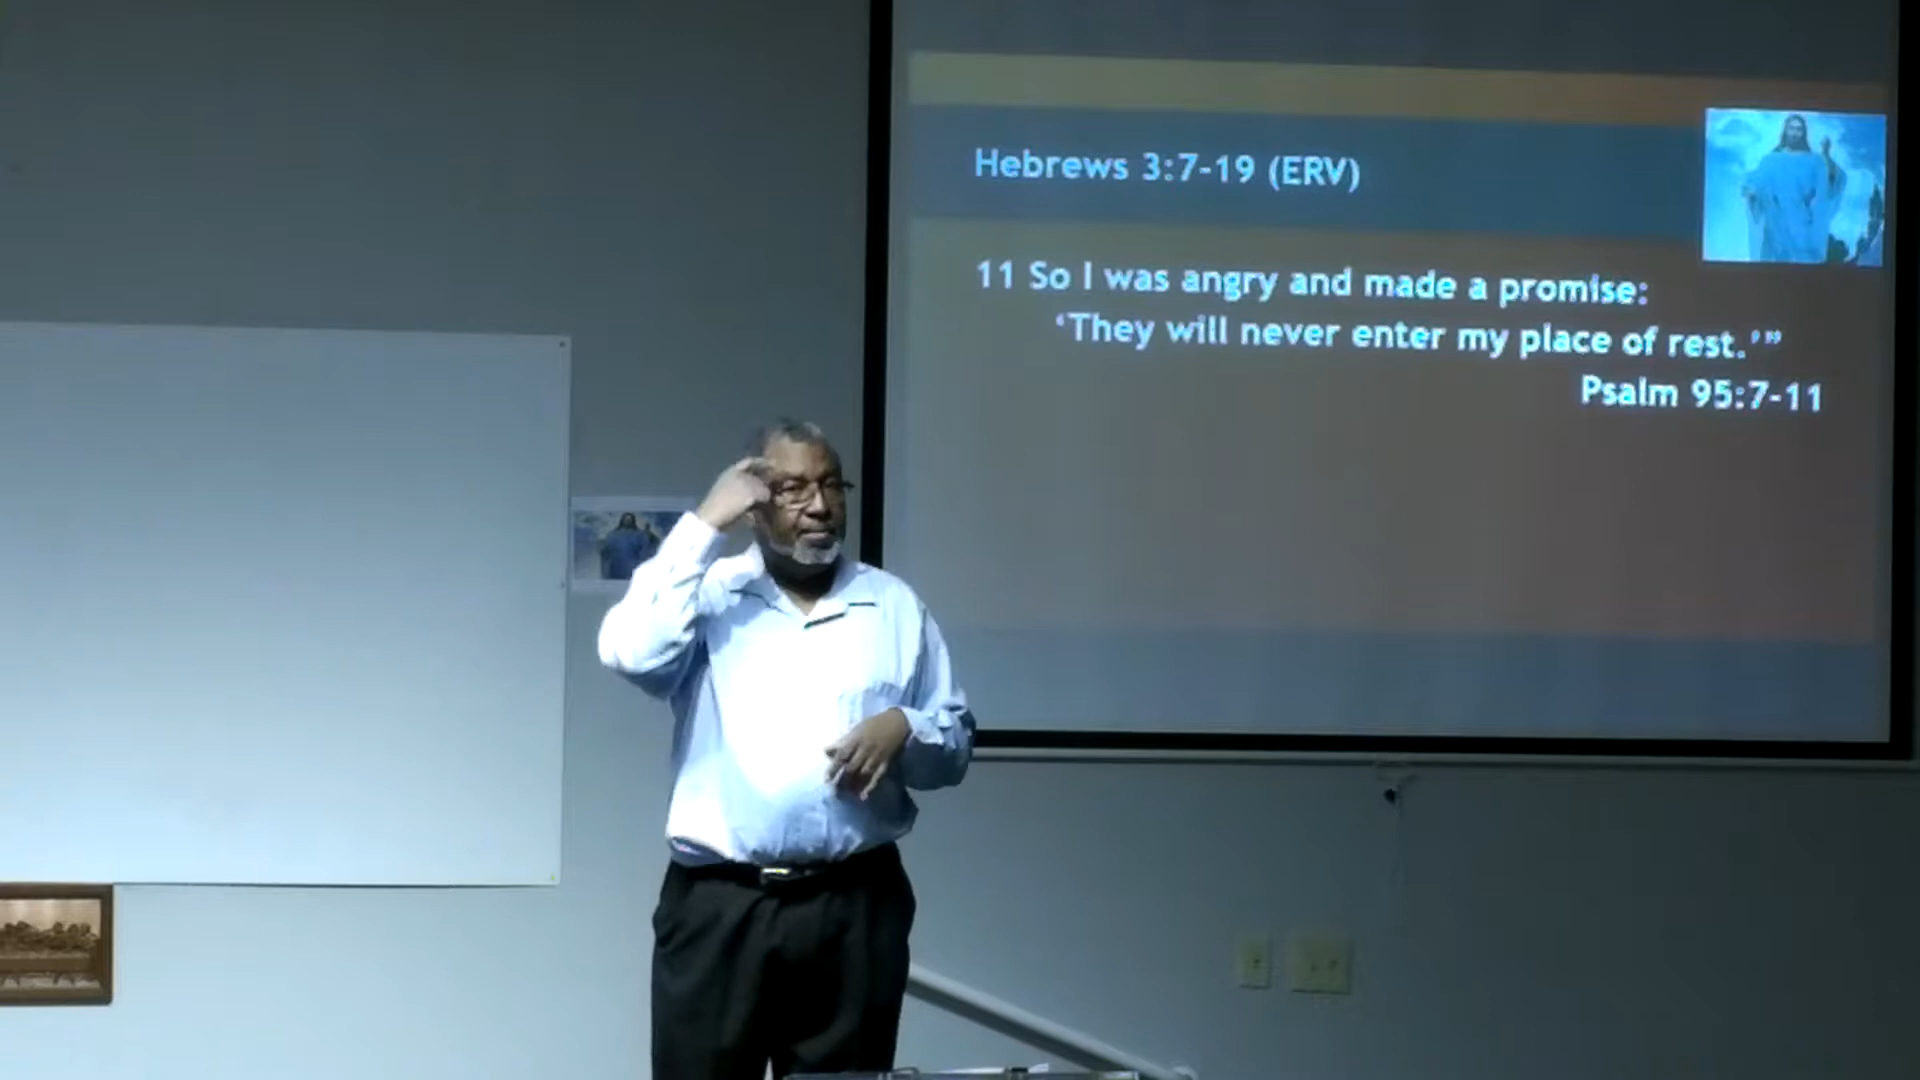 Hebrews 3:7-19 (ERV)
11 So I was angry and made a promise:
‘They will never enter my place of rest.’”
Psalm 95:7-11